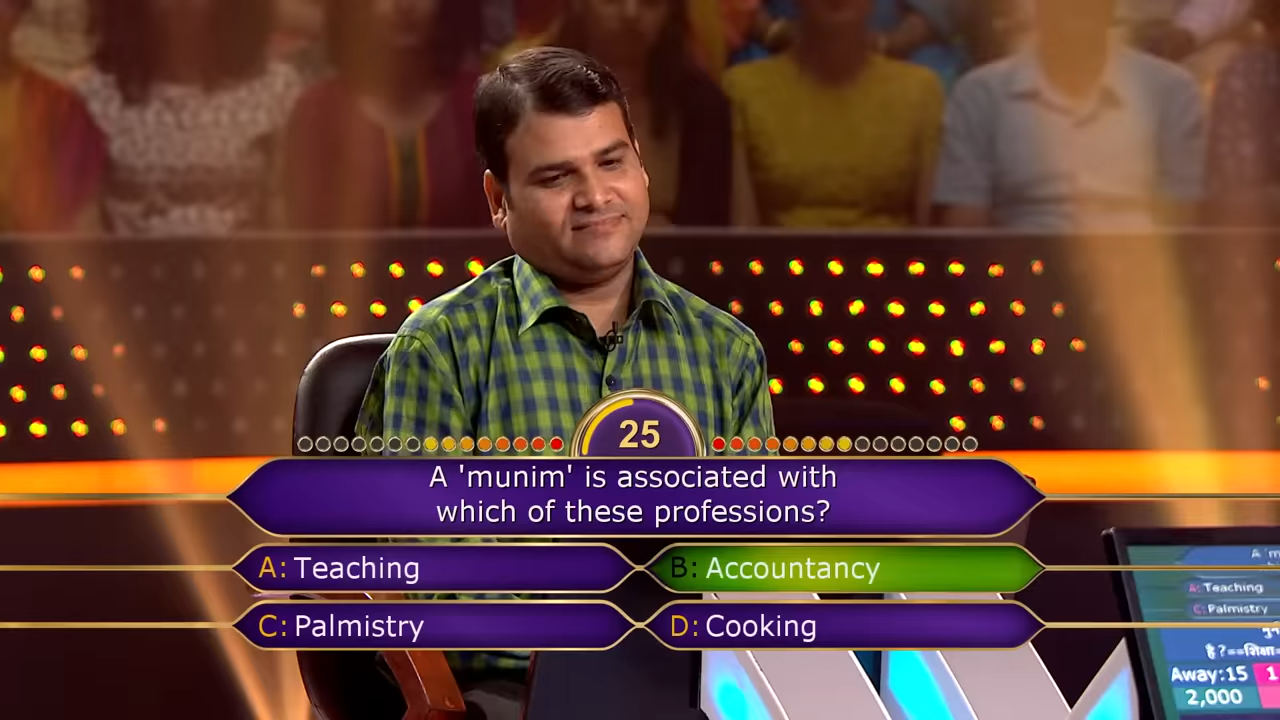 25
A 'munim' is associated with
which of these professions?
A: Teaching
B: Accountancy
C: Palmistry
D: Cooking
A 'm
A: Teaching
C: Palmistry
है ?==शिक्षा=
Away:15
1
2,000